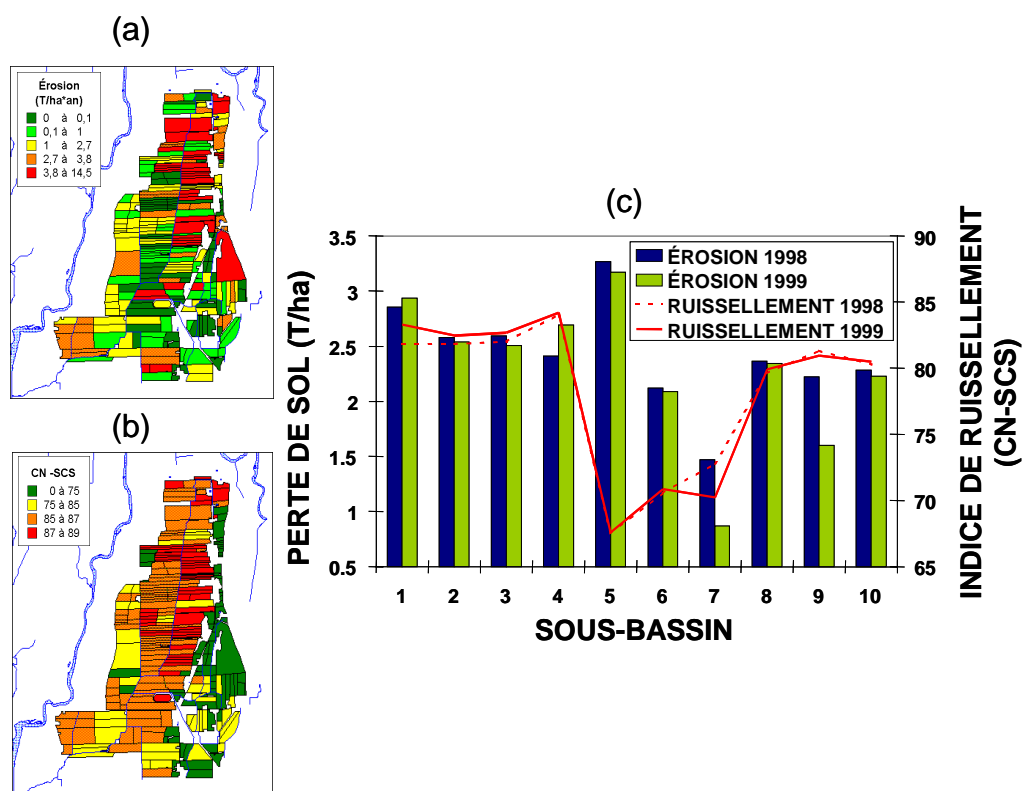 (a)
Érosion
(T/ha*an)
0 à 0,1
0,1 à 1
1 à 2,7
2,7 à 3,8
3,8 à 14,5
(b)
CN -SCS
0 à 75
75 à 85
85 à 87
87 à 89
(c)
ÉROSION 1998
ÉROSION 1999
RUISSELLEMENT 1998
RUISSELLEMENT 1999
PERTE DE SOL (T/ha)
3.5
3
2.5
2
1.5
1
0.5
90
85
80
75
70
65
INDICE DE RUISSELLEMENT
(CN-SCS)
1 2 3 4 5 6 7 8 9 10
SOUS-BASSIN